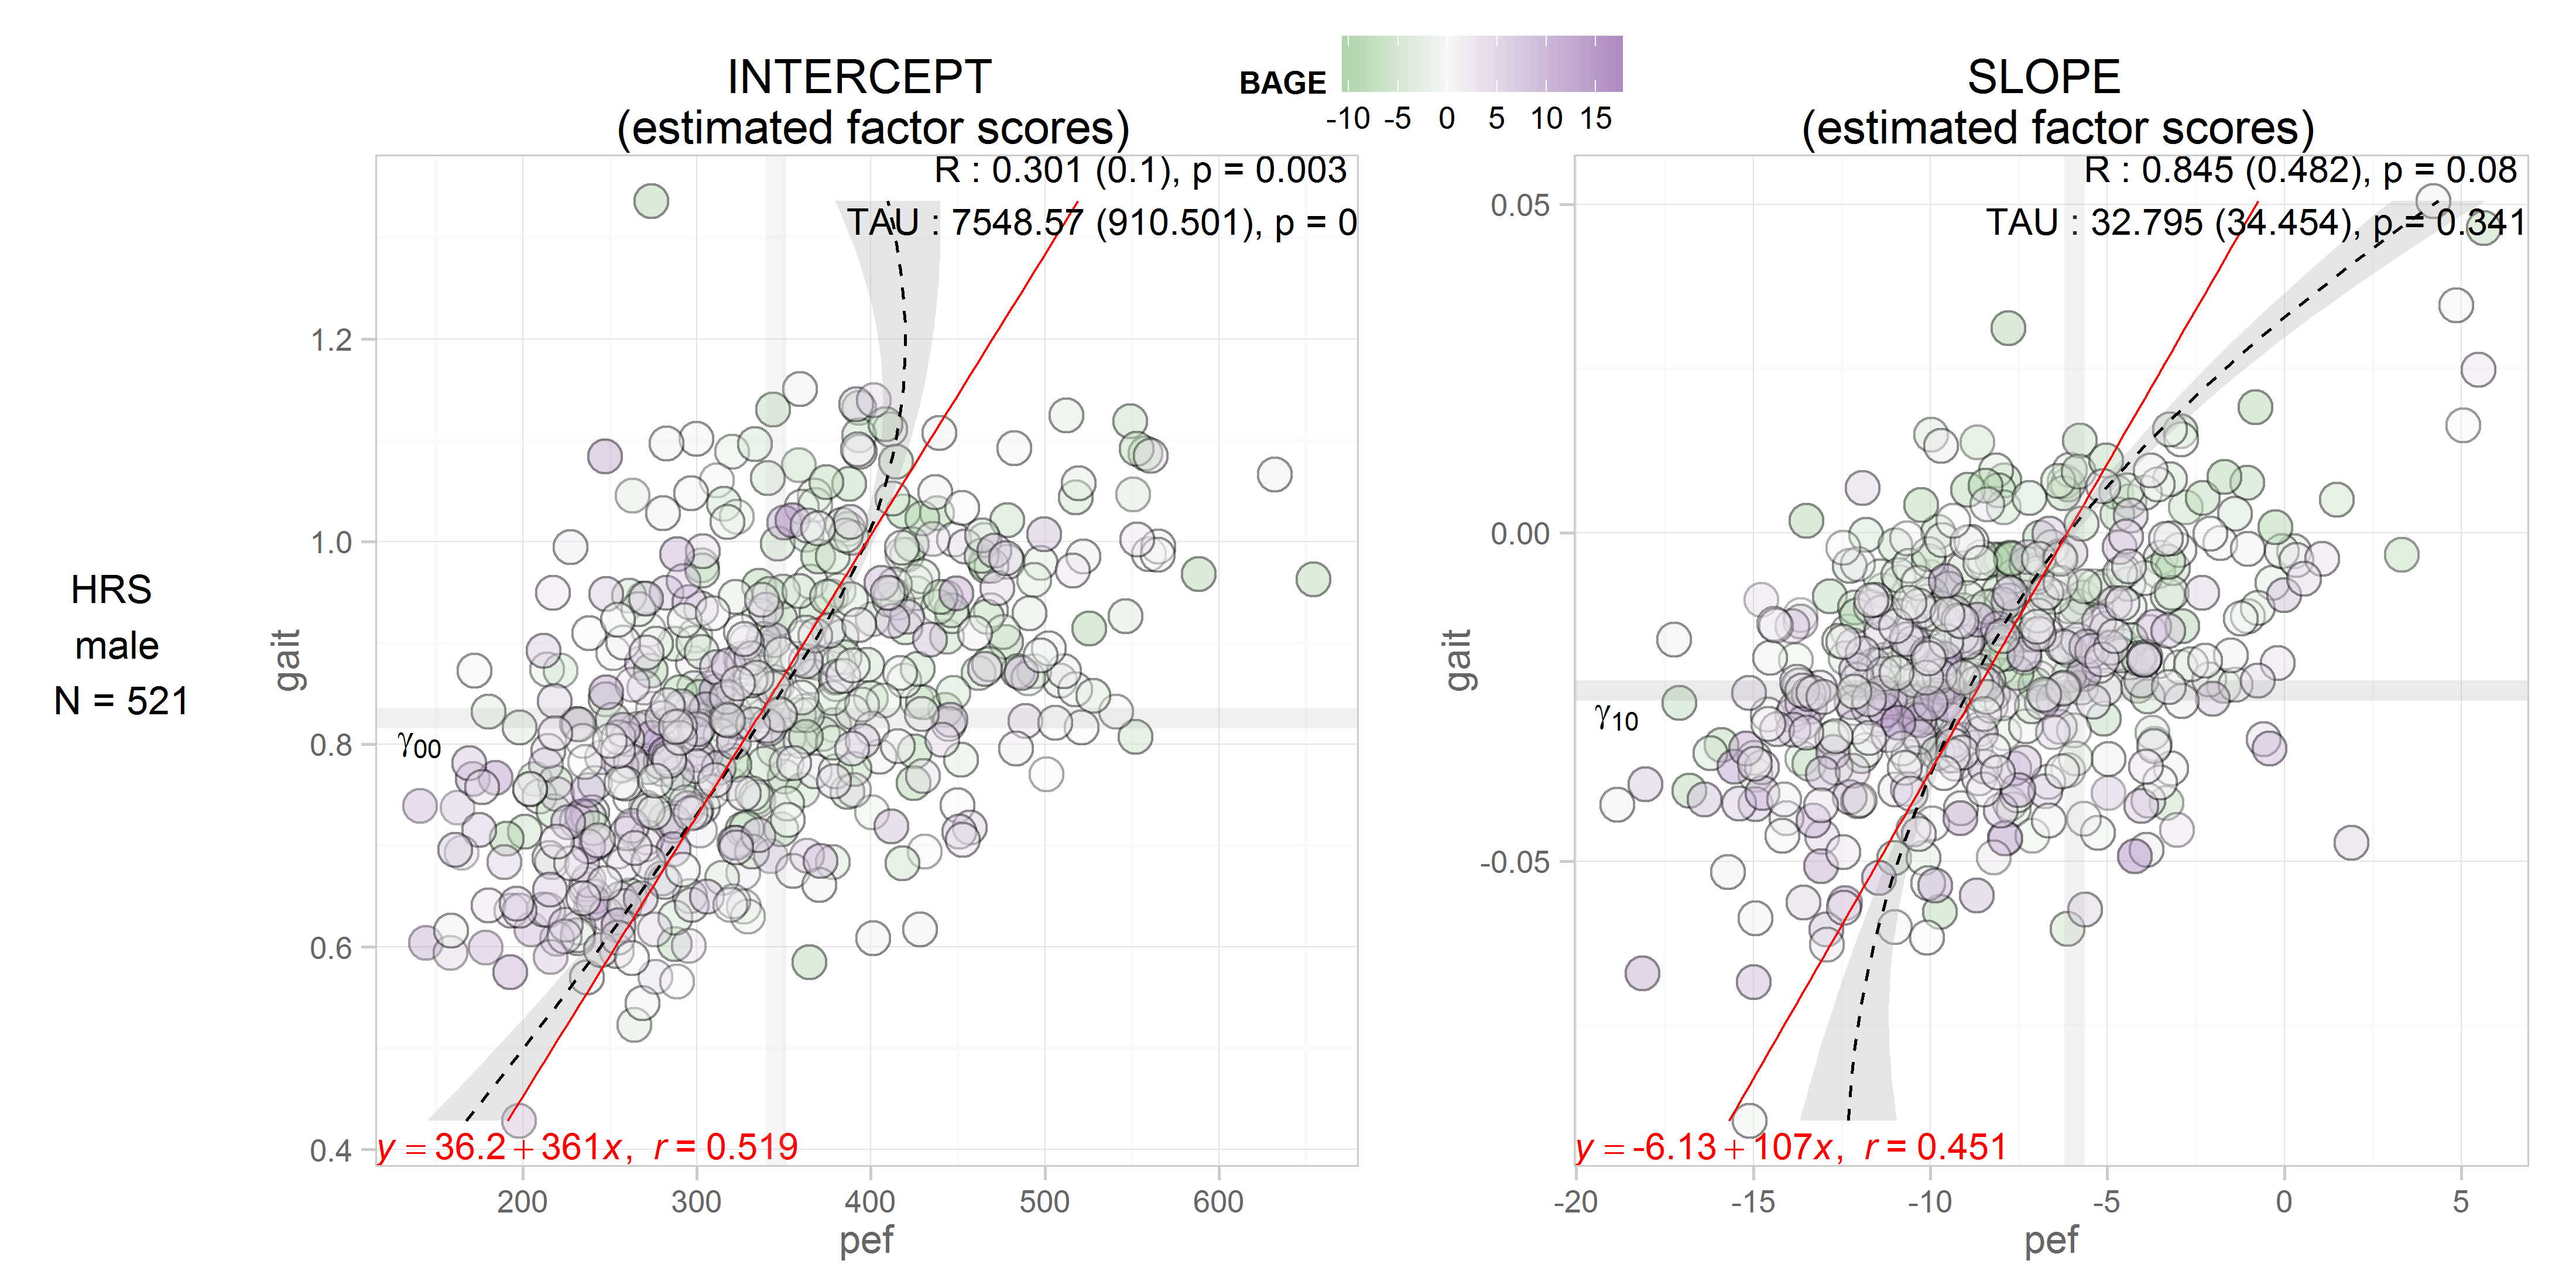 BAGE
-10 -5 0 5 10 15
INTERCEPT
(estimated factor scores)
SLOPE
(estimated factor scores)
HRS
male
N = 521
R : 0.301 (0.1), p = 0.003
TAU : 7548.57 (910.501), p = 0
1.2
1.0
0.8
0.6
0.4
gait
γ00
y = 36.2 + 361x, r = 0.519
200 300 400 500 600
pef
R : 0.845 (0.482), p = 0.08
TAU : 32.795 (34.454), p = 0.341
0.05
0.00
-0.05
gait
γ10
y = -6.13 + 107x, r = 0.451
-20 -15 -10 -5 0 5
pef